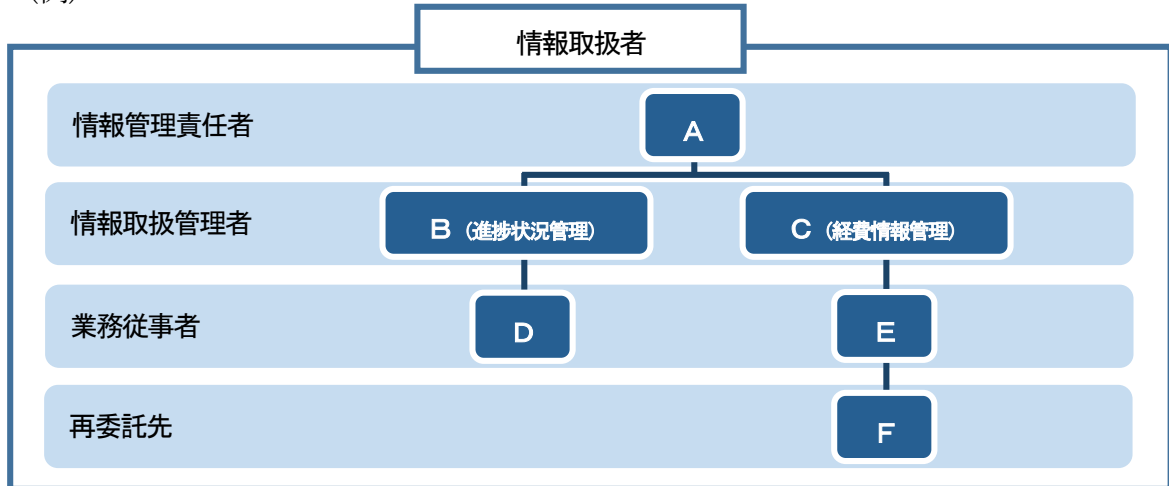 (例)
情報取扱者
情報管理責任者
A
情報取扱管理者
B (進捗状況管理)
C (経費情報管理)
業務従事者
D
E
再委託先
F